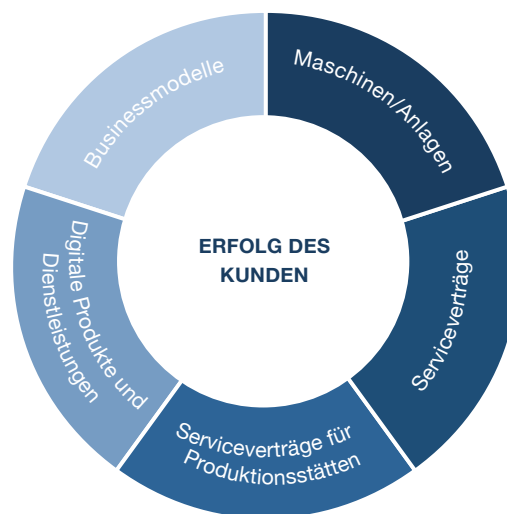 Businessmodelle
Maschinen/Anlagen
ERFOLG DES
KUNDEN
Digitale Produkte und
Dienstleistungen
Serviceverträge
Serviceverträge für
Produktionsstätten